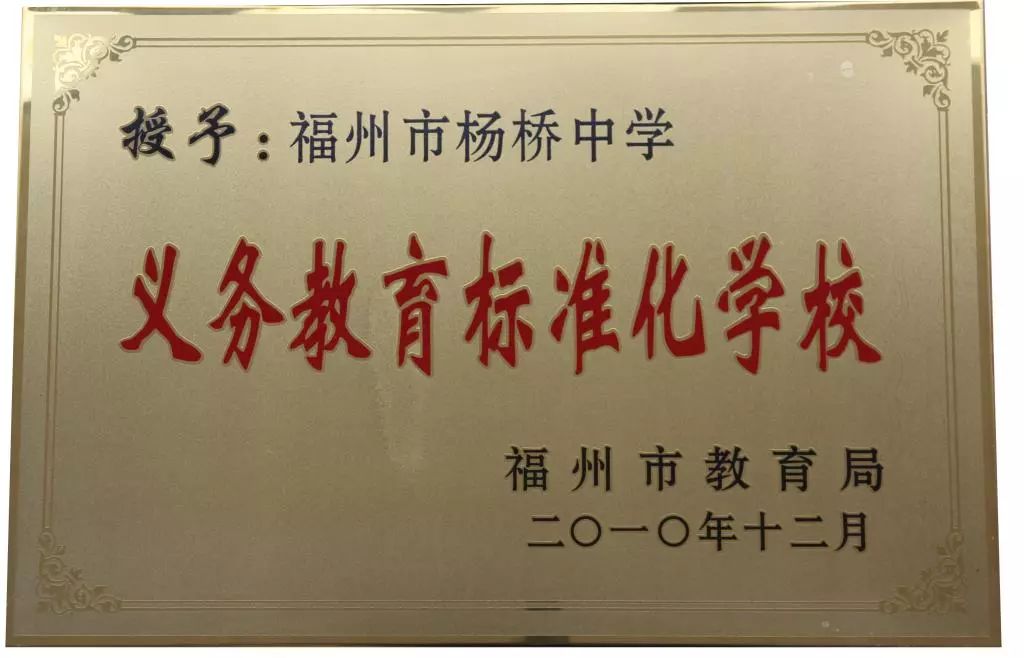 授予：福州市杨桥中学
义务教育标准化学校
福州市教育局
二〇一〇年十二月